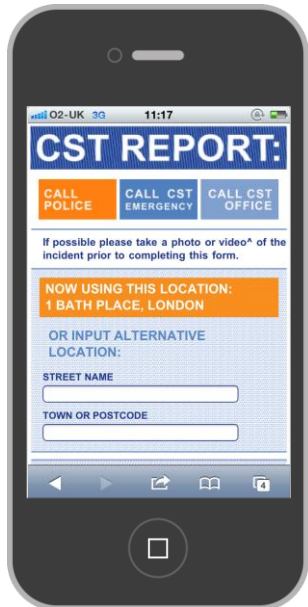 O2-UK 3G 11:17
CST REPORT:
CALL POLICE
CALL CST EMERGENCY
CALL CST OFFICE
If possible please take a photo or video^ of the
incident prior to completing this form.
NOW USING THIS LOCATION:
1 BATH PLACE, LONDON
OR INPUT ALTERNATIVE
LOCATION:
STREET NAME
TOWN OR POSTCODE
4